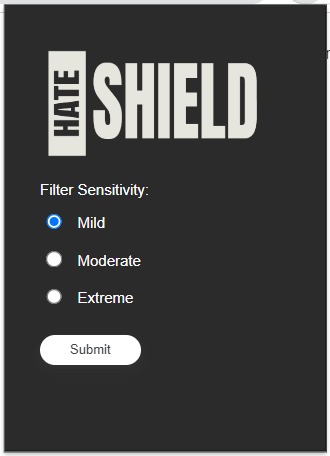 HATE
SHIELD
Filter Sensitivity:
Mild
Moderate
Extreme
Submit